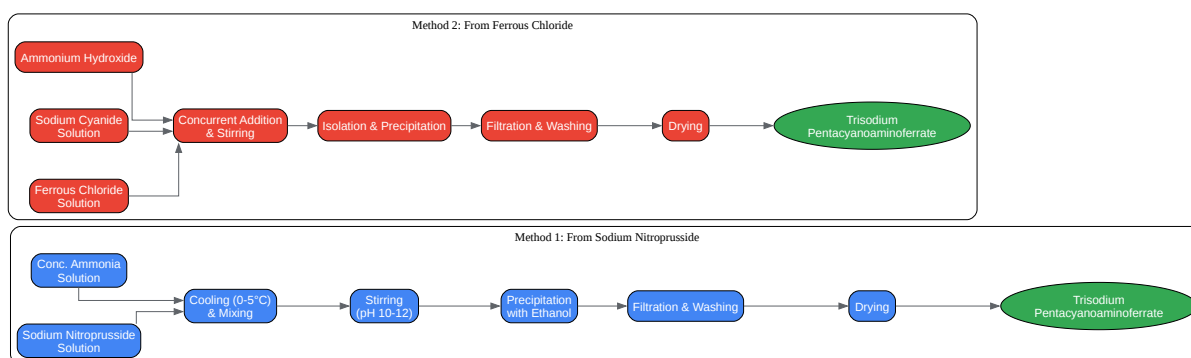 Method 2: From Ferrous Chloride
Ammonium Hydroxide
Sodium Cyanide
Solution
Ferrous Chloride
Solution
Concurrent Addition
& Stirring
Isolation & Precipitation
Filtration & Washing
Drying
Trisodium
Pentacyanoaminoferrate
Method 1: From Sodium Nitroprusside
Conc. Ammonia
Solution
Sodium Nitroprusside
Solution
Cooling (0-5°C)
& Mixing
Stirring
(pH 10-12)
Precipitation
with Ethanol
Filtration & Washing
Drying
Trisodium
Pentacyanoaminoferrate